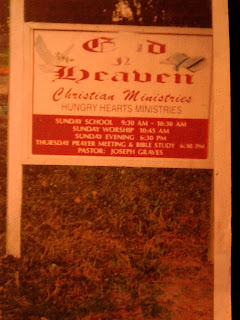 God
Heaven
Christian Ministries
HUNGRY HEARTS MINISTRIES
SUNDAY SCHOOL 9:30 AM - 10:30 AM
SUNDAY WORSHIP 10:45 AM
SUNDAY EVENING 6:30 PM
THURSDAY PRAYER MEETING & BIBLE STUDY 6:30 PM
PASTOR: JOSEPH GRAVES